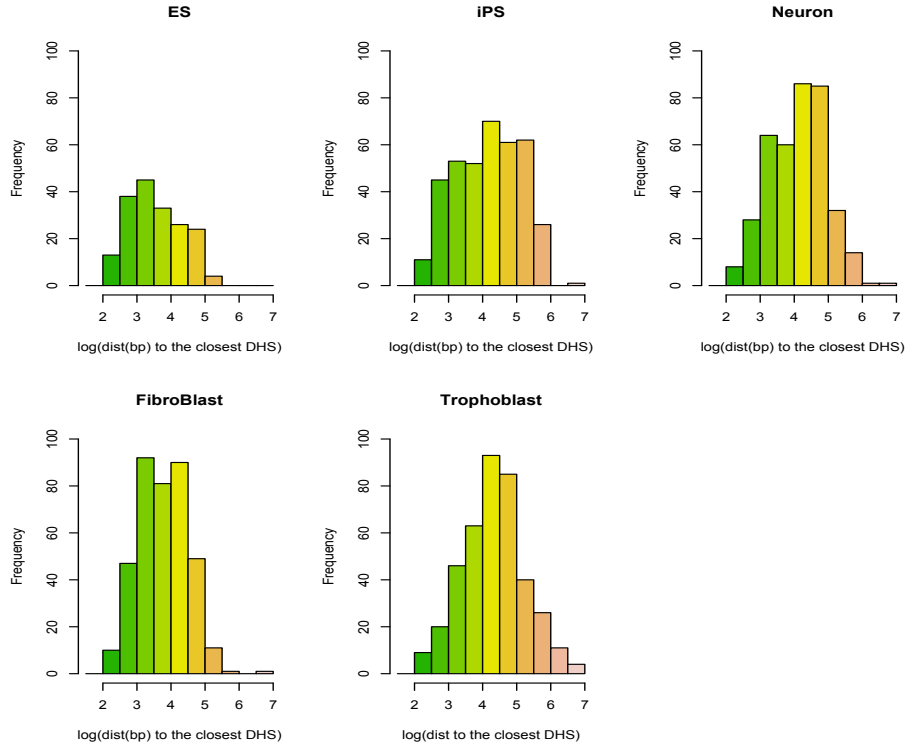 ES
iPS
Neuron
Frequency
0 20 40 60 80 100
2 3 4 5 6 7
log(dist(bp) to the closest DHS)
Frequency
0 20 40 60 80 100
2 3 4 5 6 7
log(dist(bp) to the closest DHS)
Frequency
0 20 40 60 80 100
2 3 4 5 6 7
log(dist(bp) to the closest DHS)
FibroBlast
Trophoblast
Frequency
0 20 40 60 80 100
2 3 4 5 6 7
log(dist(bp) to the closest DHS)
Frequency
0 20 40 60 80 100
2 3 4 5 6 7
log(dist to the closest DHS)